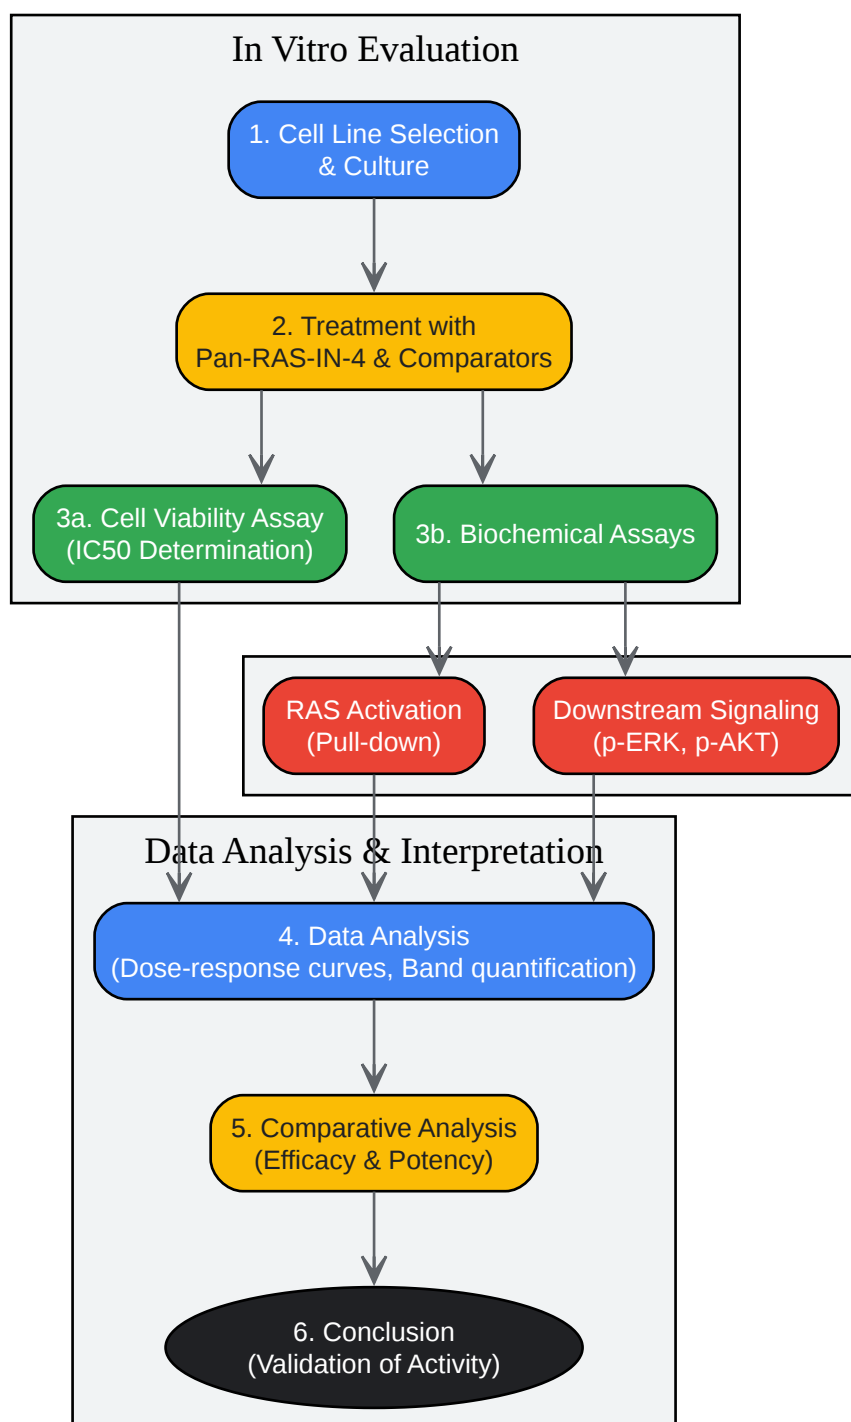 In Vitro Evaluation
1. Cell Line Selection
& Culture
2. Treatment with
Pan-RAS-IN-4 & Comparators
3a. Cell Viability Assay
(IC50 Determination)
3b. Biochemical Assays
RAS Activation
(Pull-down)
Downstream Signaling
(p-ERK, p-AKT)
Data Analysis & Interpretation
4. Data Analysis
(Dose-response curves, Band quantification)
5. Comparative Analysis
(Efficacy & Potency)
6. Conclusion
(Validation of Activity)